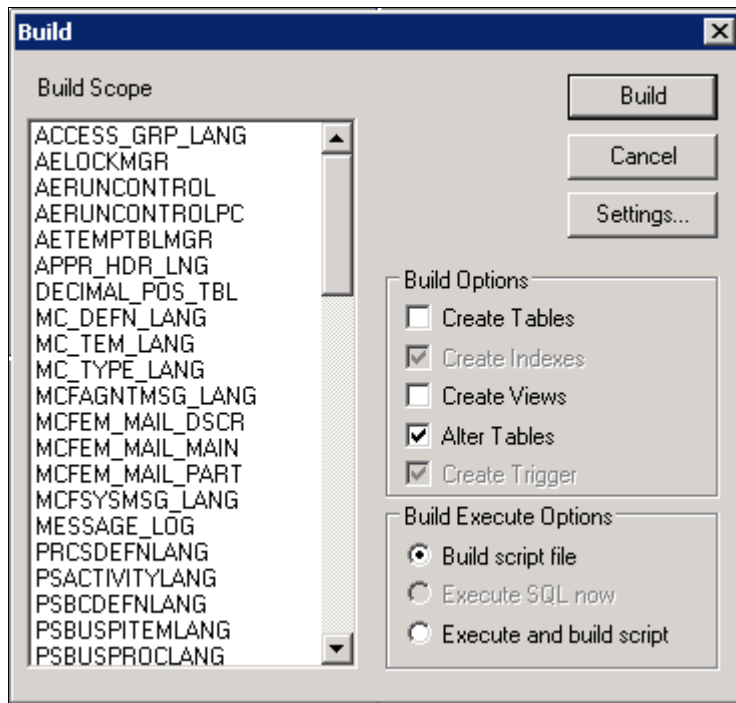 Build
Build Scope
ACCESS_GRP_LANG
AELOCKMGR
AERUNCONTROL
AERUNCONTROLPC
AETEMPTBLMGR
APPR_HDR_LNG
DECIMAL_POS_TBL
MC_DEFN_LANG
MC_TEM_LANG
MC_TYPE_LANG
MCFAGNTMSG_LANG
MCFEM_MAIL_DSCR
MCFEM_MAIL_MAIN
MCFEM_MAIL_PART
MCFSYSMSG_LANG
MESSAGE_LOG
PRCSDEFNLANG
PSACTIVITYLANG
PSBCDEFNLANG
PSBUSPITEMLANG
PSBUSPROCLANG
Build
Cancel
Settings...
Build Options
Create Tables
Create Indexes
Create Views
Alter Tables
Create Trigger
Build Execute Options
Build script file
Execute SQL now
Execute and build script